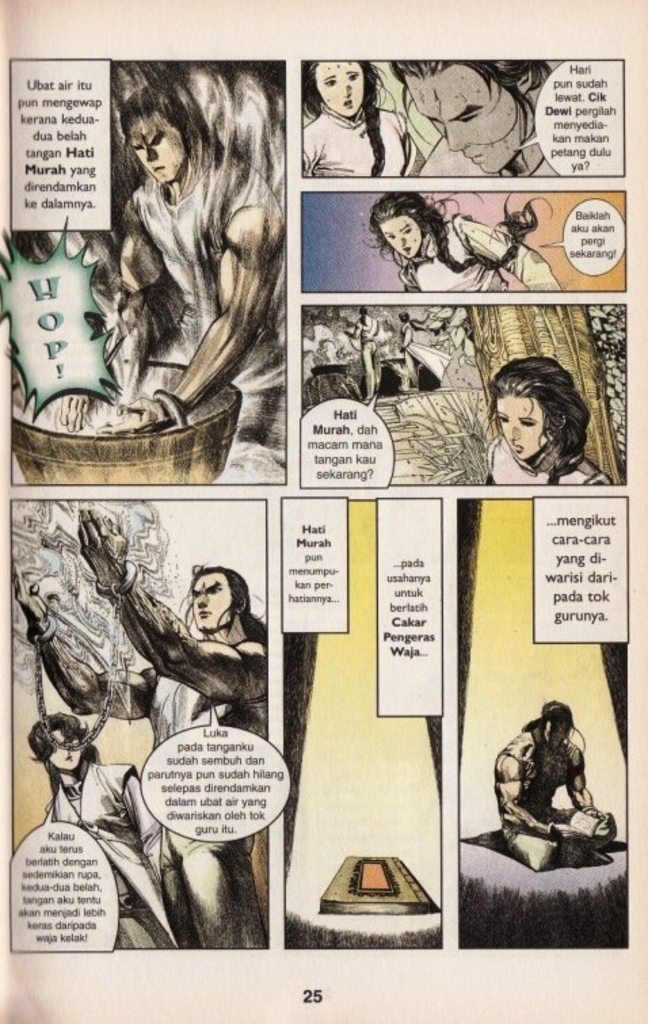 Ubat air itu
pun mengewap
kerana kedua-
dua belah
tangan Hati
Murah yang
direndamkan
ke dalamnya.
HOP!
Hari
pun sudah
lewat. Cik
Dewi pergilah
menyedia-
kan makan
petang dulu
ya?
Baiklah
aku akan
pergi
sekarang!
Hati
Murah, dah
macam mana
tangan kau
sekarang?
Luka
pada tanganku
sudah sembuh dan
parutnya pun sudah hilang
selepas direndamkan
dalam ubat air yang
diwariskan oleh tok
guru itu.
Kalau
aku terus
berlatih dengan
sedemikian rupa,
kedua-dua belah,
tangan aku tentu
akan menjadi lebih
keras daripada
waja kelak!
Hati
Murah
pun
menumpu-
kan per-
hatiannya...
...pada
usahanya
untuk
berlatih
Cakar
Pengeras
Waja...
...mengikut
cara-cara
yang di-
warisi dari-
pada tok
gurunya.
25